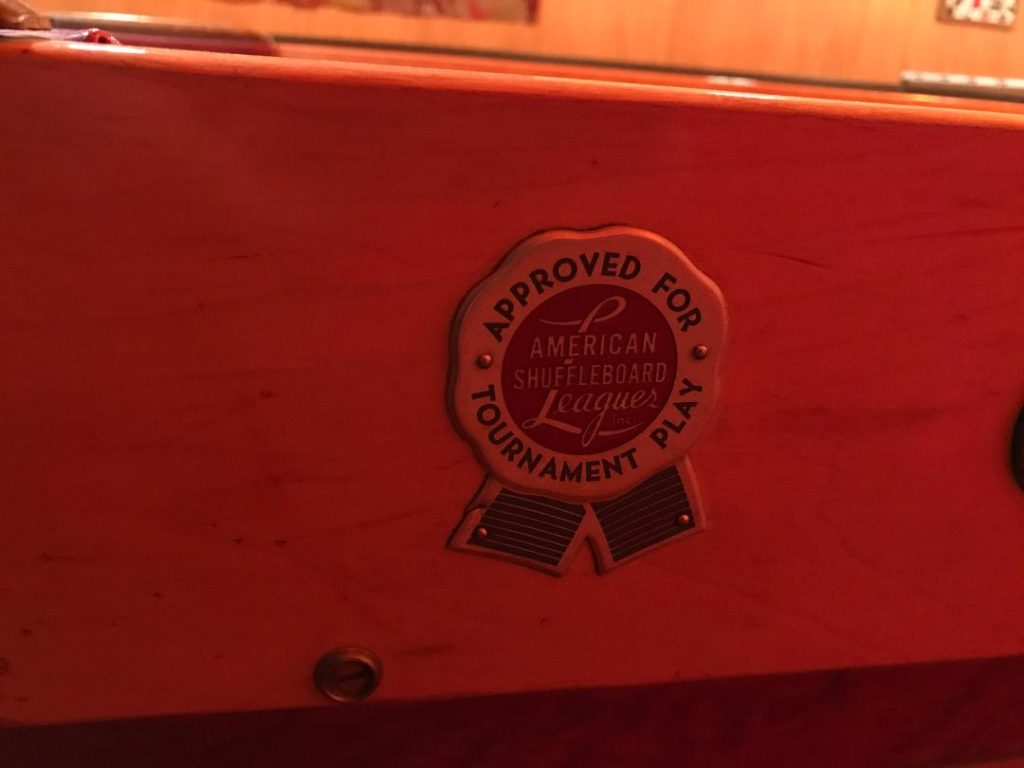 APPROVED FOR
AMERICAN
SHUFFLEBOARD
Leagues
inc.
TOURNAMENT PLAY